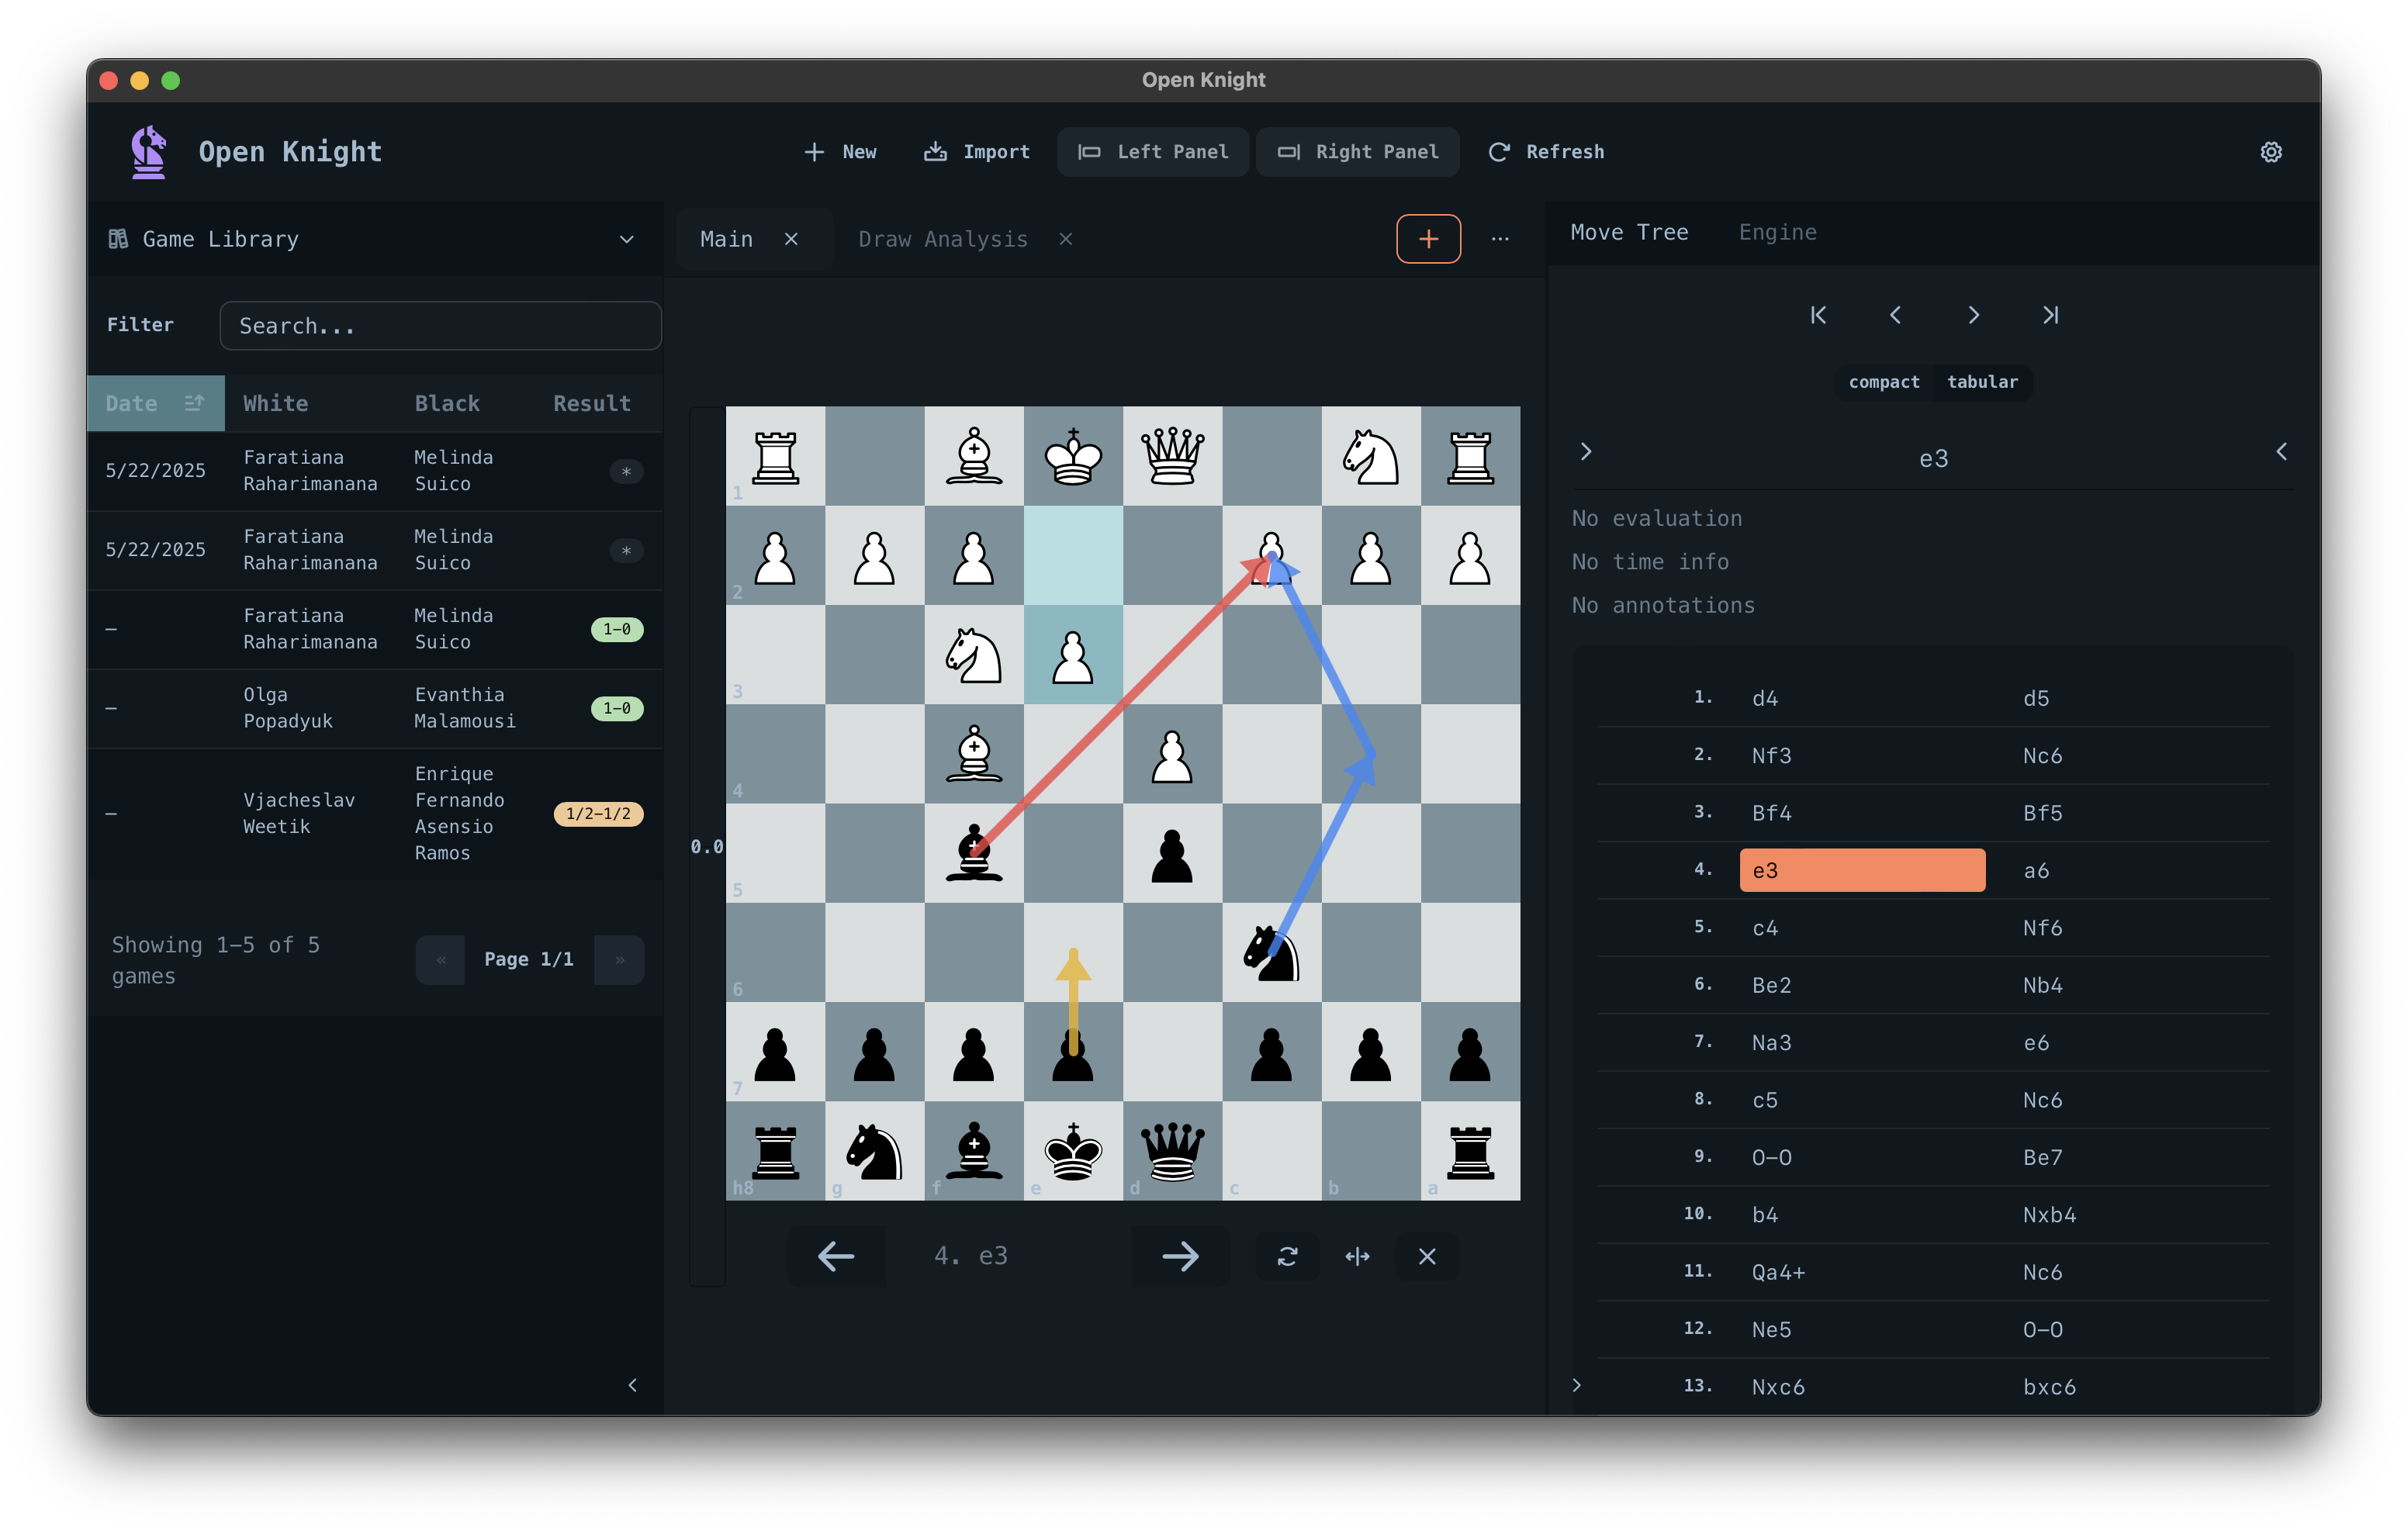 Open Knight
Open Knight
New
Import
Left Panel
Right Panel
Refresh
Game Library
Filter
Search...
Date White Black Result
5/22/2025 Faratiana Raharimanana Melinda Suico *
5/22/2025 Faratiana Raharimanana Melinda Suico *
— Faratiana Raharimanana Melinda Suico 1-0
— Olga Popadyuk Evanthia Malamousi 1-0
— Vjacheslav Weetik Enrique Fernando Asensio Ramos 1/2-1/2
Showing 1–5 of 5
games
« Page 1/1 »
Main
Draw Analysis
0.0
1
2
3
4
5
6
7
h8 g f e d c b a
4. e3
Move Tree
Engine
compact tabular
e3
No evaluation
No time info
No annotations
1. d4 d5
2. Nf3 Nc6
3. Bf4 Bf5
4. e3 a6
5. c4 Nf6
6. Be2 Nb4
7. Na3 e6
8. c5 Nc6
9. O-O Be7
10. b4 Nxb4
11. Qa4+ Nc6
12. Ne5 O-O
13. Nxc6 bxc6